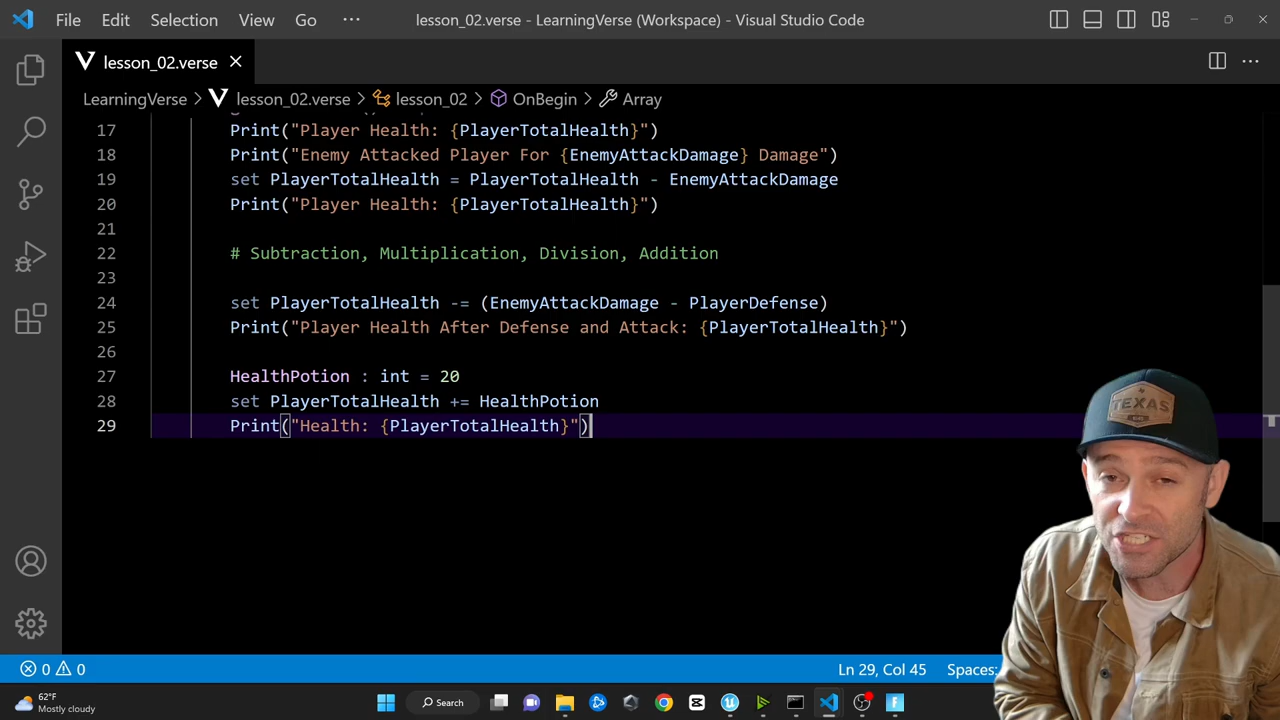 File Edit Selection View Go ··· lesson_02.verse - LearningVerse (Workspace) - Visual Studio Code
lesson_02.verse
LearningVerse > lesson_02.verse > lesson_02 > OnBegin > Array
17 Print("Player Health: {PlayerTotalHealth}")
18 Print("Enemy Attacked Player For {EnemyAttackDamage} Damage")
19 set PlayerTotalHealth = PlayerTotalHealth - EnemyAttackDamage
20 Print("Player Health: {PlayerTotalHealth}")
21
22 # Subtraction, Multiplication, Division, Addition
23
24 set PlayerTotalHealth -= (EnemyAttackDamage - PlayerDefense)
25 Print("Player Health After Defense and Attack: {PlayerTotalHealth}")
26
27 HealthPotion : int = 20
28 set PlayerTotalHealth += HealthPotion
29 Print("Health: {PlayerTotalHealth}")
TEXAS
0 0 Ln 29, Col 45 Spaces:
62°F
Mostly cloudy
Search